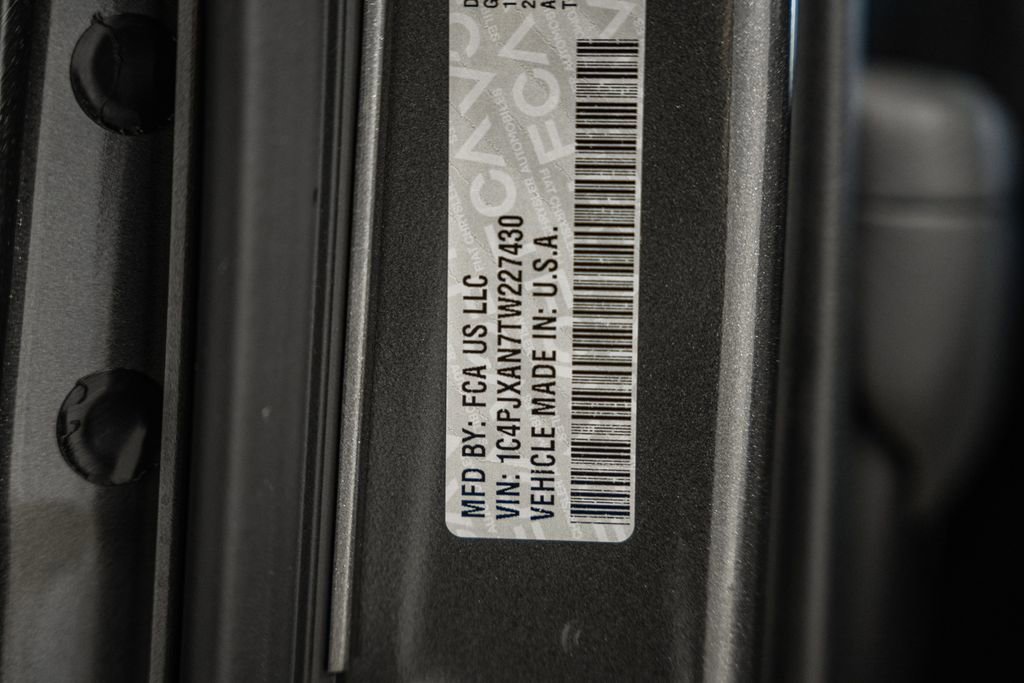 MFD BY: FCA US LLC
VIN: 1C4PJXAN7TW227430
VEHICLE MADE IN: U.S.A.